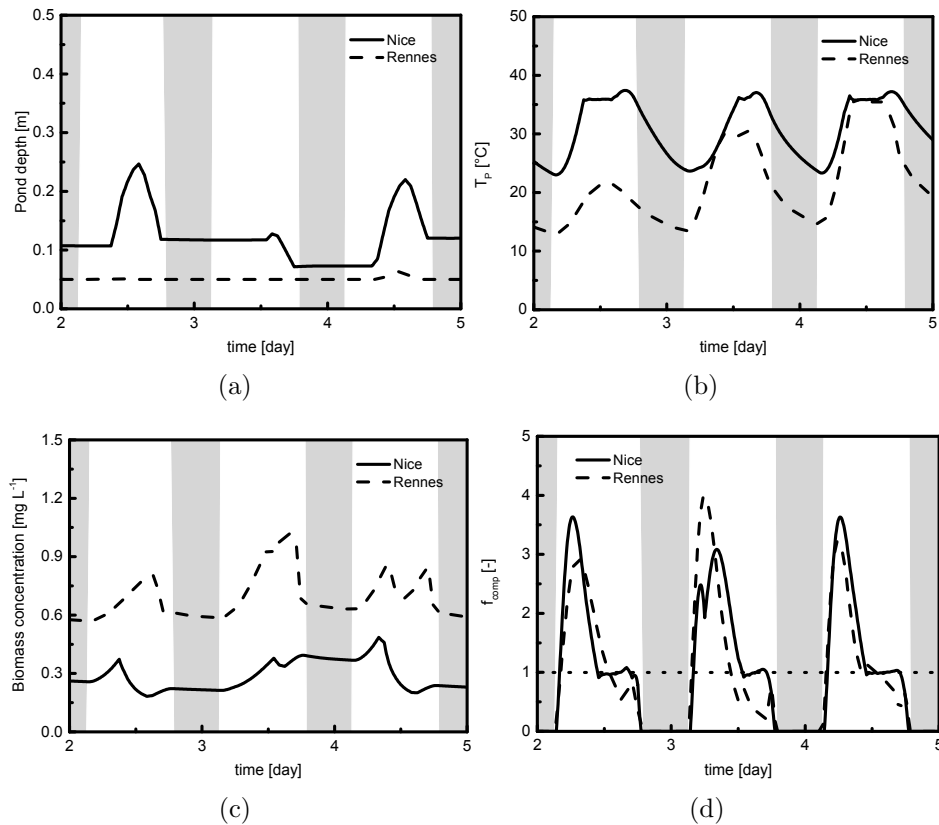 0.5
0.4
0.3
0.2
0.1
0.0
Pond depth [m]
2 3 4 5
time [day]
Nice
Rennes
(a)
50
40
30
20
10
0
T_P [°C]
2 3 4 5
time [day]
Nice
Rennes
(b)
1.5
1.2
0.9
0.6
0.3
0.0
Biomass concentration [mg L⁻¹]
2 3 4 5
time [day]
Nice
Rennes
(c)
5
4
3
2
1
0
f_comp [-]
2 3 4 5
time [day]
Nice
Rennes
(d)